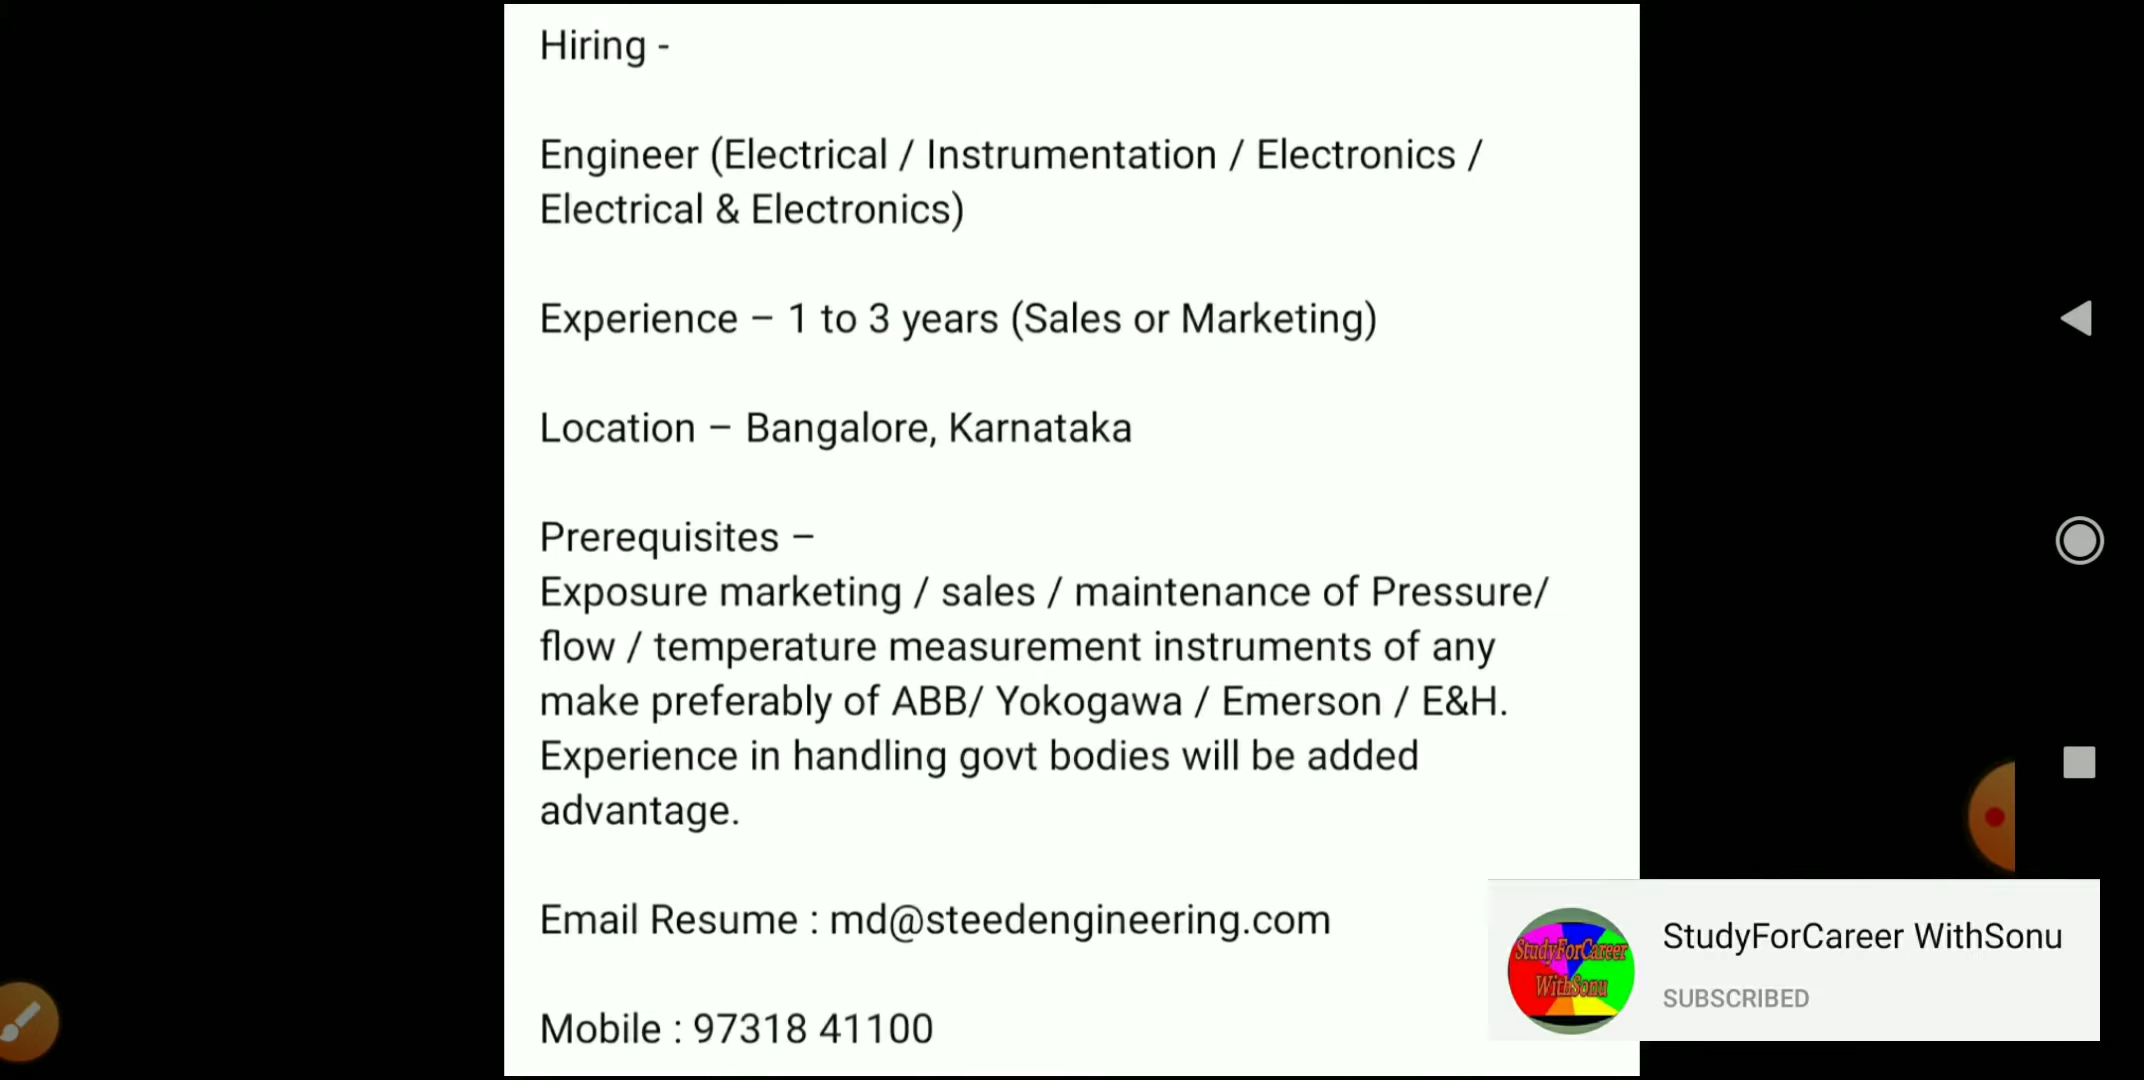 Hiring -
Engineer (Electrical / Instrumentation / Electronics /
Electrical & Electronics)
Experience – 1 to 3 years (Sales or Marketing)
Location – Bangalore, Karnataka
Prerequisites –
Exposure marketing / sales / maintenance of Pressure/
flow / temperature measurement instruments of any
make preferably of ABB/ Yokogawa / Emerson / E&H.
Experience in handling govt bodies will be added
advantage.
Email Resume : md@steedengineering.com
Mobile : 97318 41100
StudyForCareer
WithSonu
StudyForCareer WithSonu
SUBSCRIBED